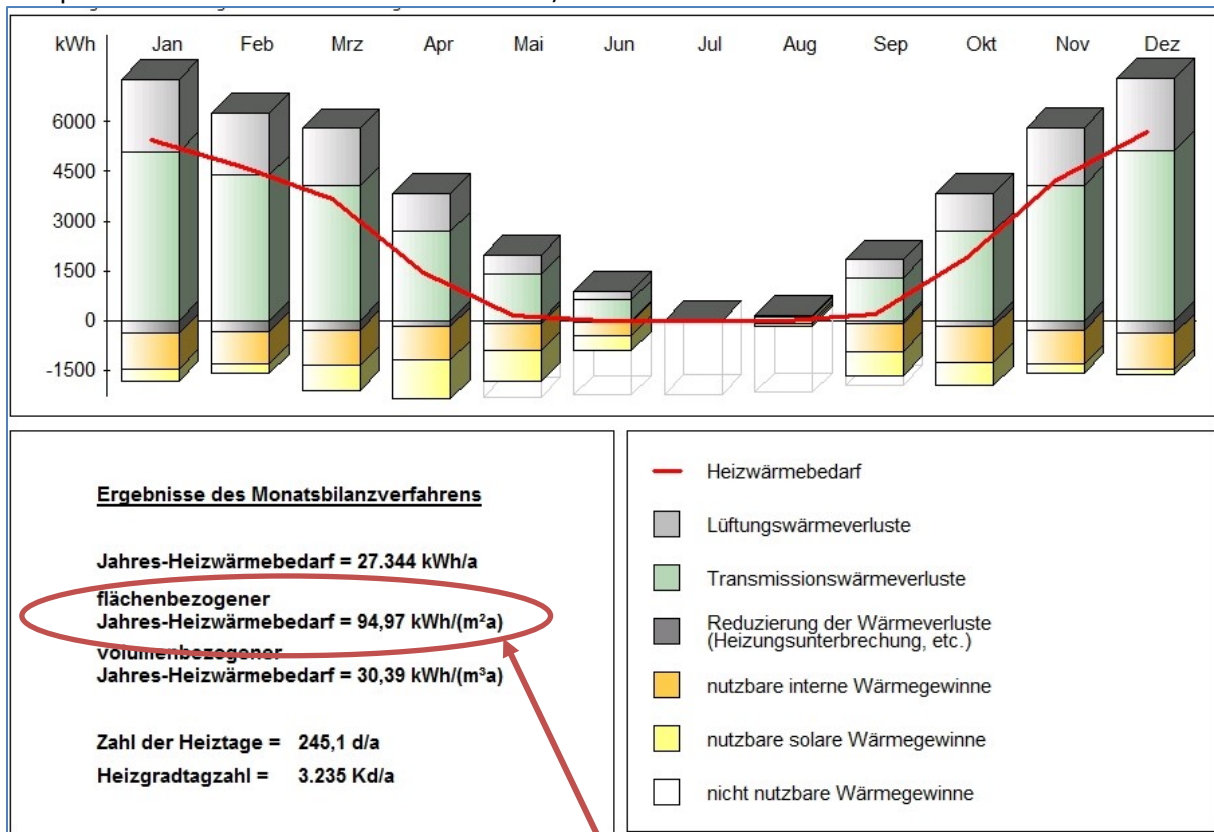 kWh Jan Feb Mrz Apr Mai Jun Jul Aug Sep Okt Nov Dez
6000
4500
3000
1500
0
-1500
Ergebnisse des Monatsbilanzverfahrens
Jahres-Heizwärmebedarf = 27.344 kWh/a
flächenbezogener
Jahres-Heizwärmebedarf = 94,97 kWh/(m²a)
volumenbezogener
Jahres-Heizwärmebedarf = 30,39 kWh/(m³a)
Zahl der Heiztage = 245,1 d/a
Heizgradtagzahl = 3.235 Kd/a
Heizwärmebedarf
Lüftungswärmeverluste
Transmissionswärmeverluste
Reduzierung der Wärmeverluste
(Heizungsunterbrechung, etc.)
nutzbare interne Wärmegewinne
nutzbare solare Wärmegewinne
nicht nutzbare Wärmegewinne